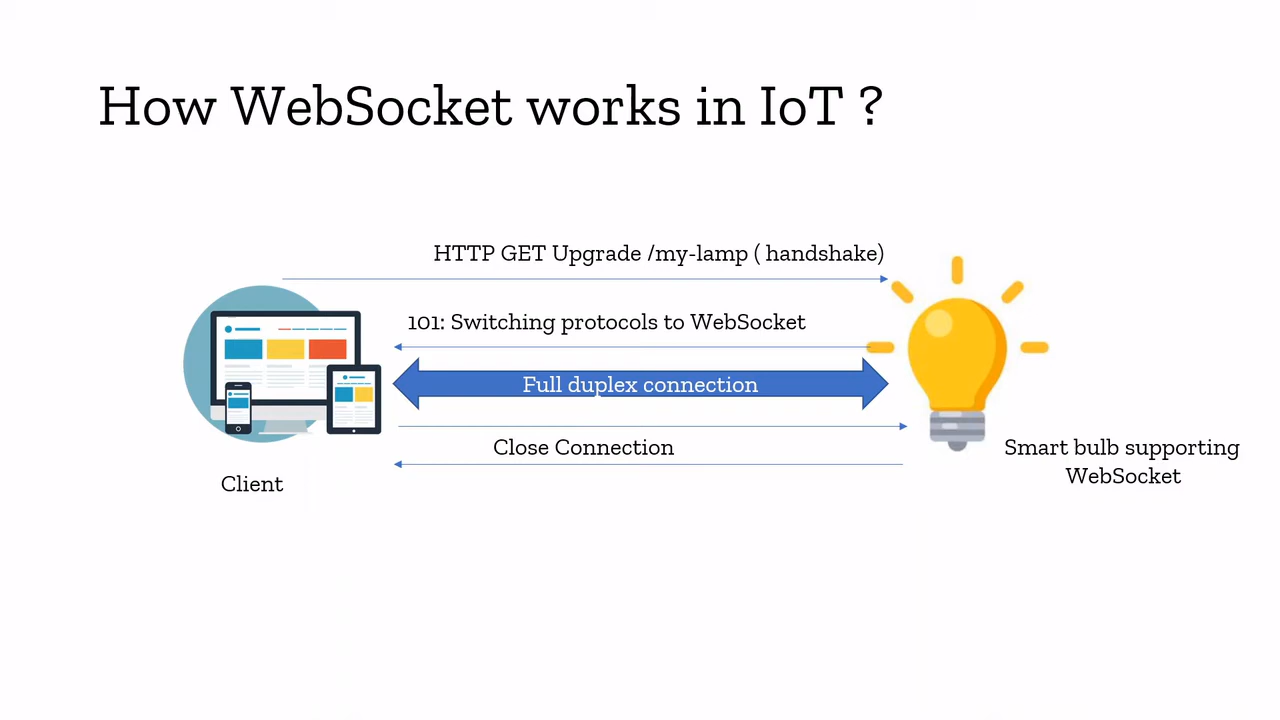 How WebSocket works in IoT ?
HTTP GET Upgrade /my-lamp ( handshake)
101: Switching protocols to WebSocket
Full duplex connection
Close Connection
Client
Smart bulb supporting
WebSocket